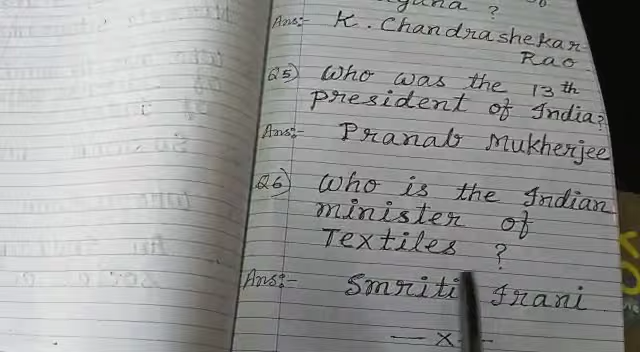 ?
Ans:- K. Chandrashekar
Rao
Q5) Who was the 13th
president of India?
Ans:- Pranab Mukherjee
Q6) Who is the Indian
minister of
Textiles ?
Ans:- Smriti Irani
— x —